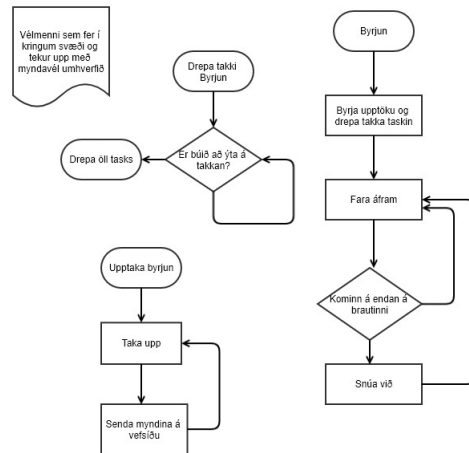 Vélmenni sem fer í
kringum svæði og
tekur upp með
myndavél umhverfið
Drepa takki
Byrjun
Er búið að ýta á
takkan?
Drepa öll tasks
Upptaka byrjun
Taka upp
Senda myndina á
vefsíðu
Byrjun
Byrja upptöku og
drepa takka taskin
Fara áfram
Kominn á endan á
brautinni
Snúa við